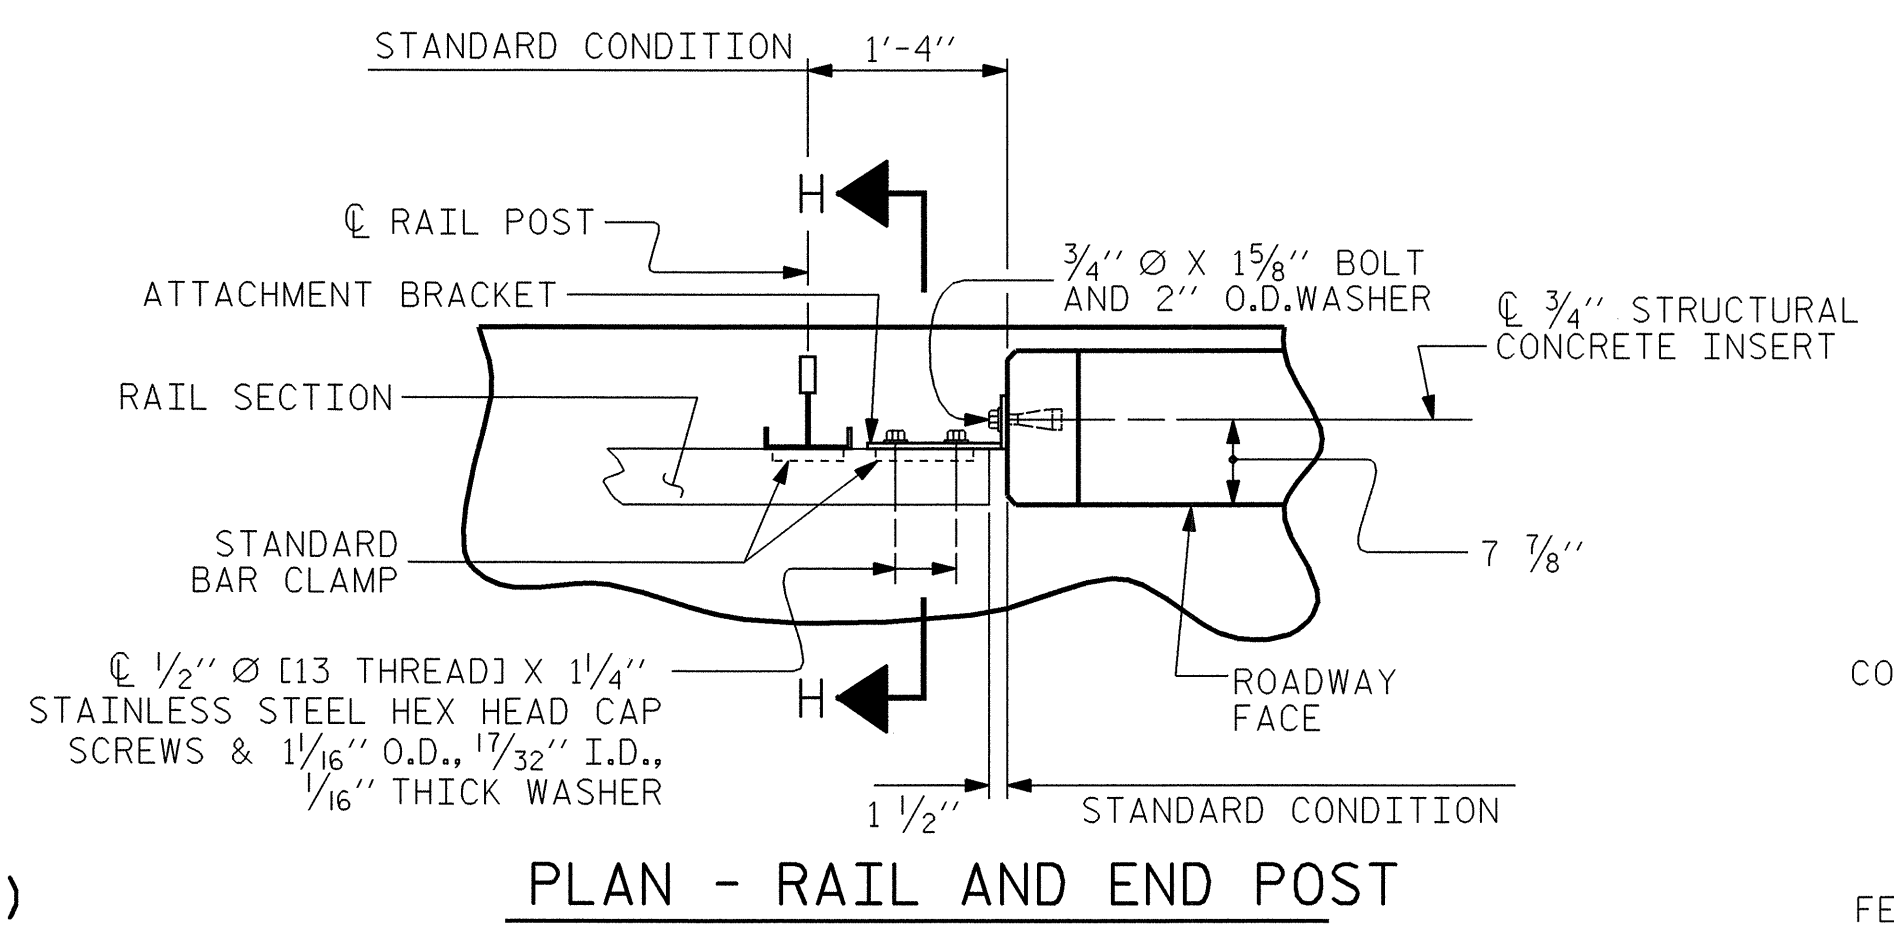 STANDARD CONDITION
1'-4"
H
℄ RAIL POST
ATTACHMENT BRACKET
3/4" Ø X 1 5/8" BOLT
AND 2" O.D. WASHER
℄ 3/4" STRUCTURAL
CONCRETE INSERT
RAIL SECTION
STANDARD
BAR CLAMP
7 7/8"
℄ 1/2" Ø [13 THREAD] X 1 1/4"
STAINLESS STEEL HEX HEAD CAP
SCREWS & 1 1/16" O.D., 17/32" I.D.,
1/16" THICK WASHER
H
ROADWAY
FACE
CO
1 1/2"
STANDARD CONDITION
PLAN - RAIL AND END POST
)
FE